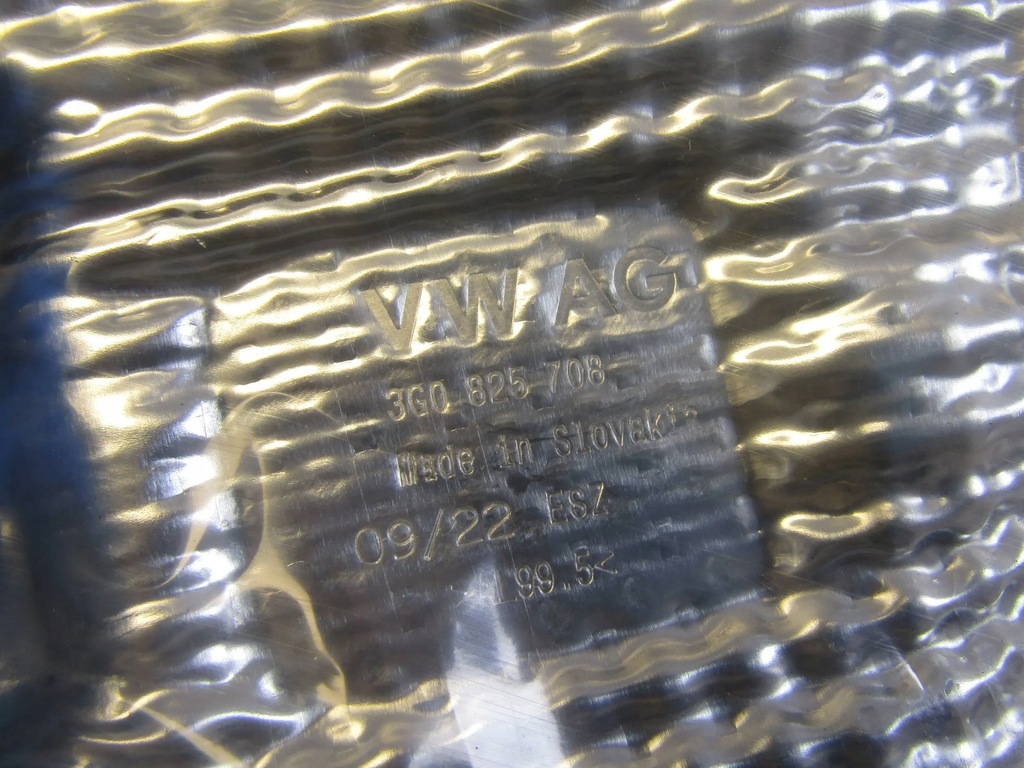 VW AG
3G0 825 708
Made in Slovakia
09/22 ESZ
99.5<